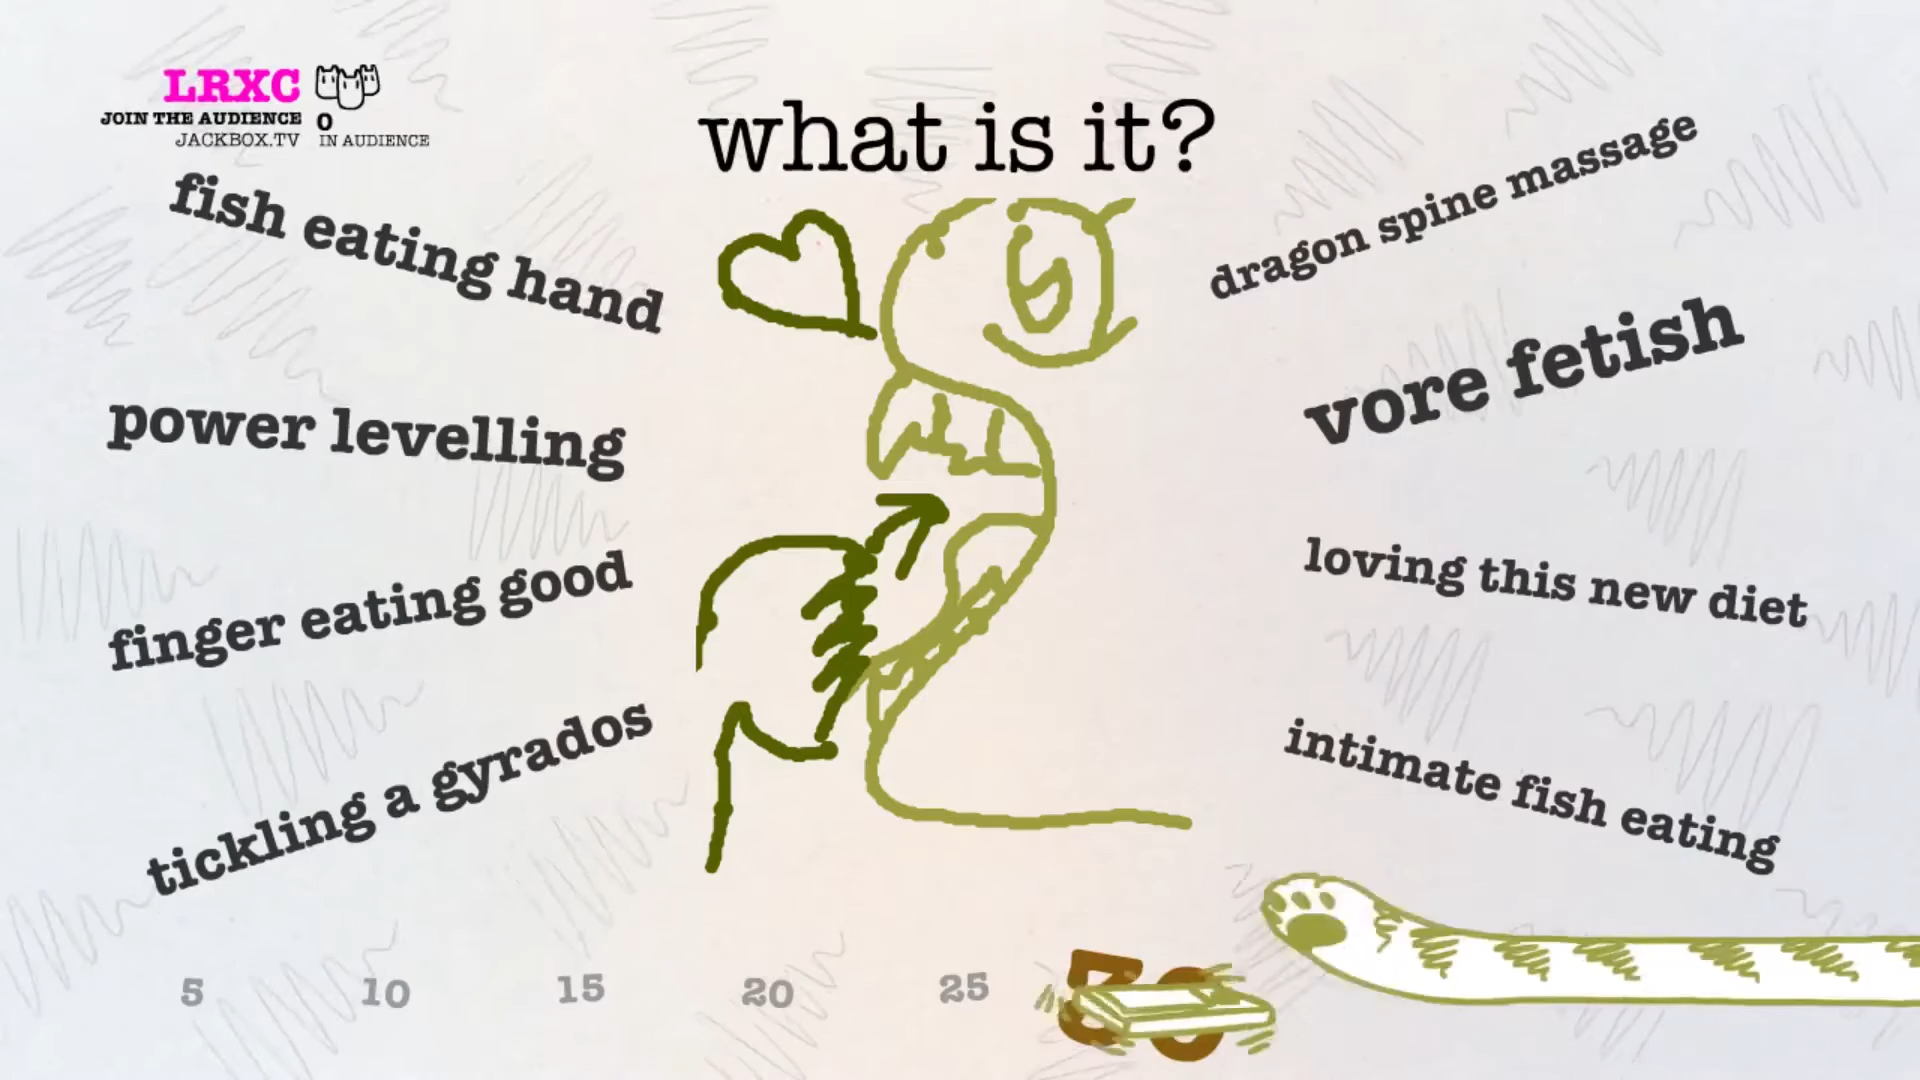 LRXC
JOIN THE AUDIENCE
JACKBOX.TV
0
IN AUDIENCE
what is it?
fish eating hand
power levelling
finger eating good
tickling a gyrados
dragon spine massage
vore fetish
loving this new diet
intimate fish eating
5 10 15 20 25 30